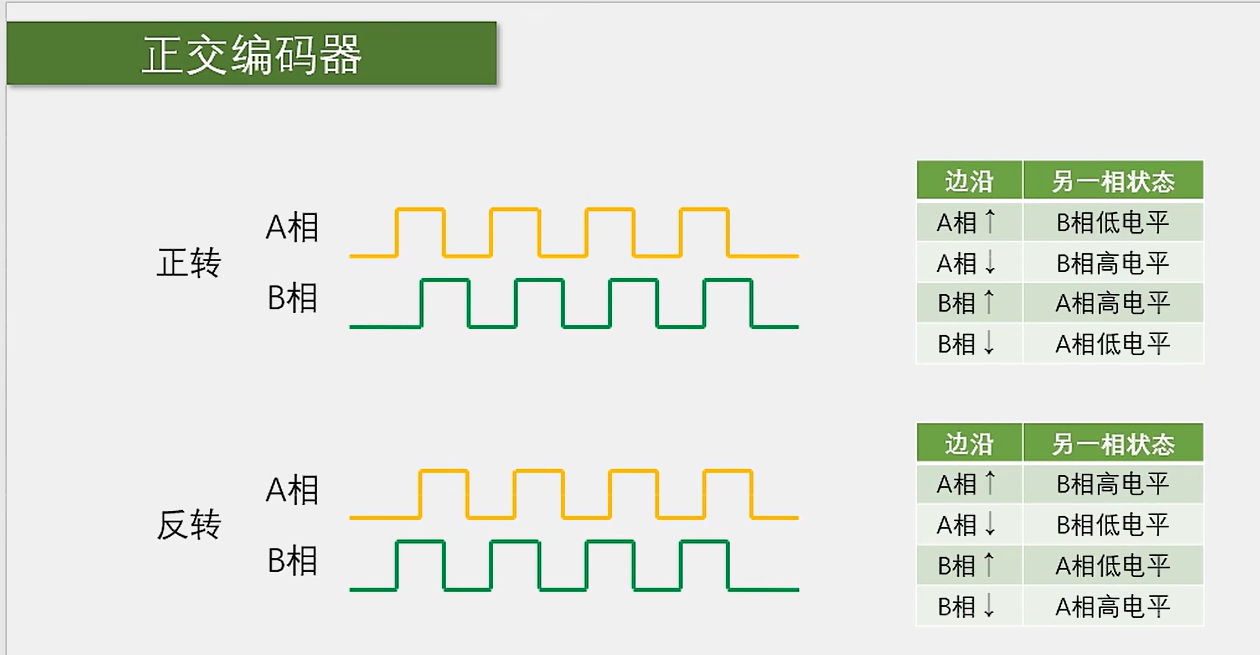 正交编码器
正转
A相
B相
边沿 另一相状态
A相↑ B相低电平
A相↓ B相高电平
B相↑ A相高电平
B相↓ A相低电平
反转
A相
B相
边沿 另一相状态
A相↑ B相高电平
A相↓ B相低电平
B相↑ A相低电平
B相↓ A相高电平